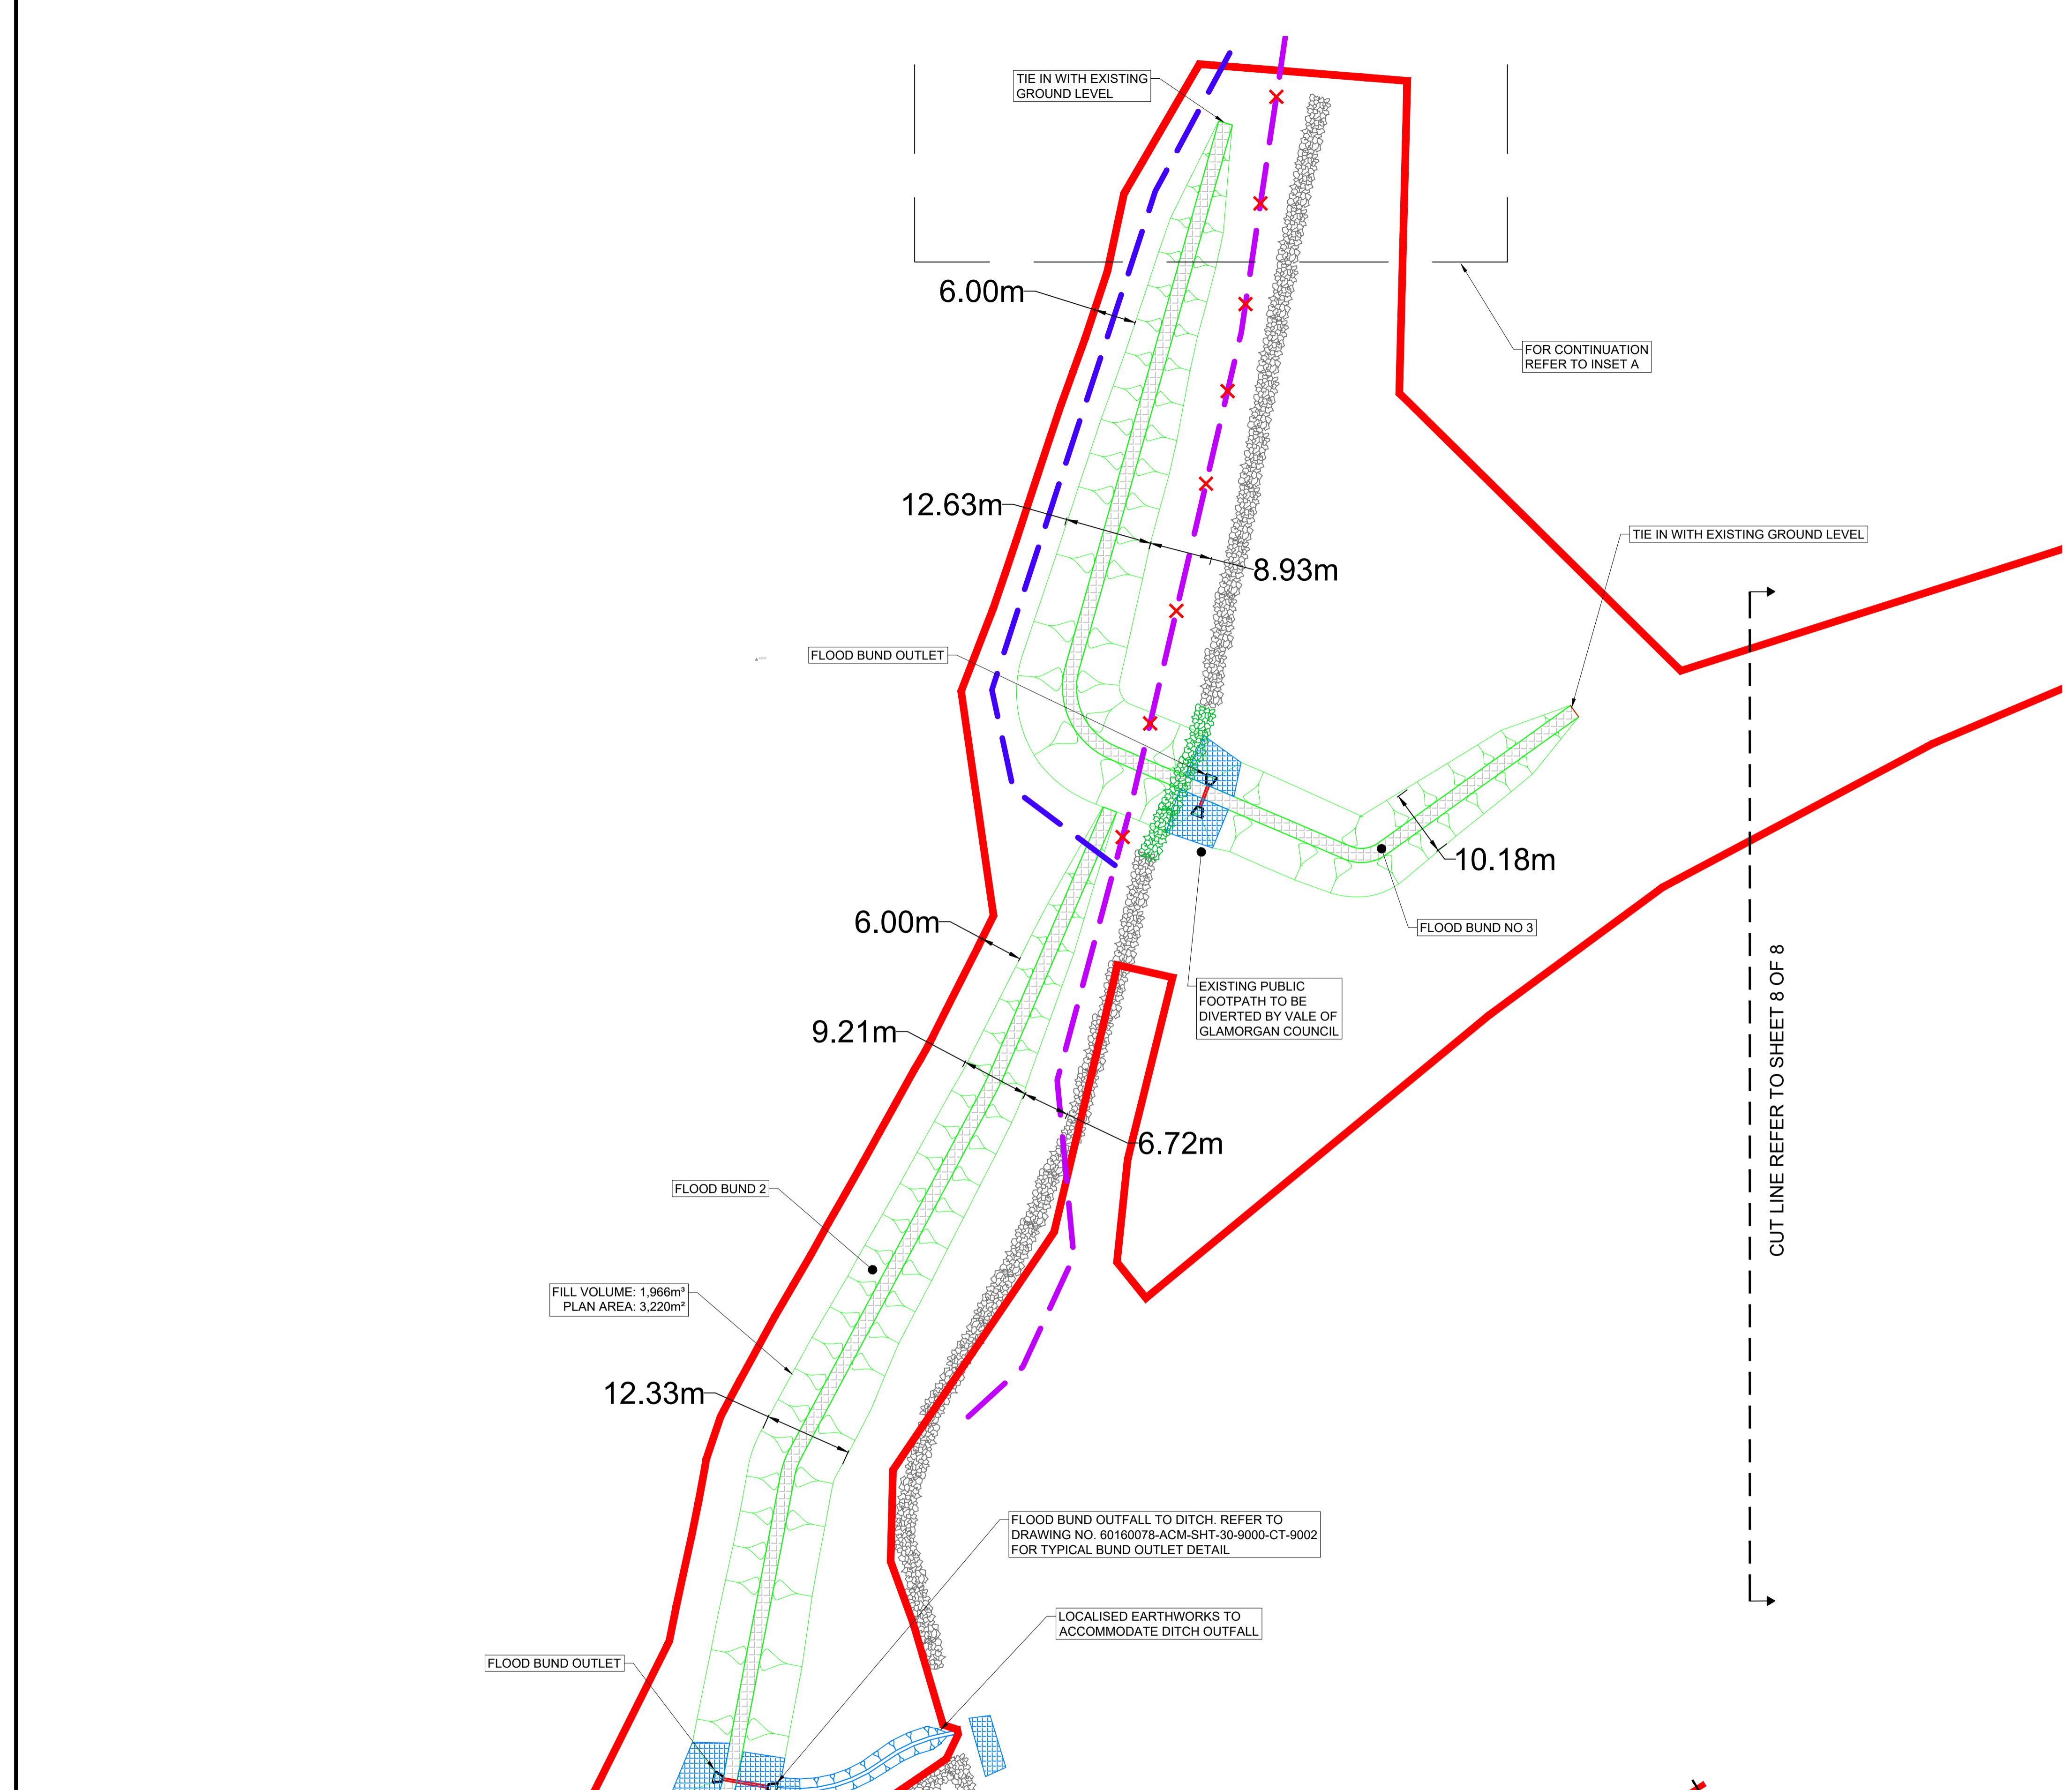 TIE IN WITH EXISTING
GROUND LEVEL
6.00m
FOR CONTINUATION
REFER TO INSET A
12.63m
8.93m
TIE IN WITH EXISTING GROUND LEVEL
FLOOD BUND OUTLET
10.18m
6.00m
FLOOD BUND NO 3
EXISTING PUBLIC
FOOTPATH TO BE
DIVERTED BY VALE OF
GLAMORGAN COUNCIL
CUT LINE REFER TO SHEET 8 OF 8
9.21m
6.72m
FLOOD BUND 2
FILL VOLUME: 1,966m³
PLAN AREA: 3,220m²
12.33m
FLOOD BUND OUTFALL TO DITCH. REFER TO
DRAWING NO. 60160078-ACM-SHT-30-9000-CT-9002
FOR TYPICAL BUND OUTLET DETAIL
LOCALISED EARTHWORKS TO
ACCOMMODATE DITCH OUTFALL
FLOOD BUND OUTLET